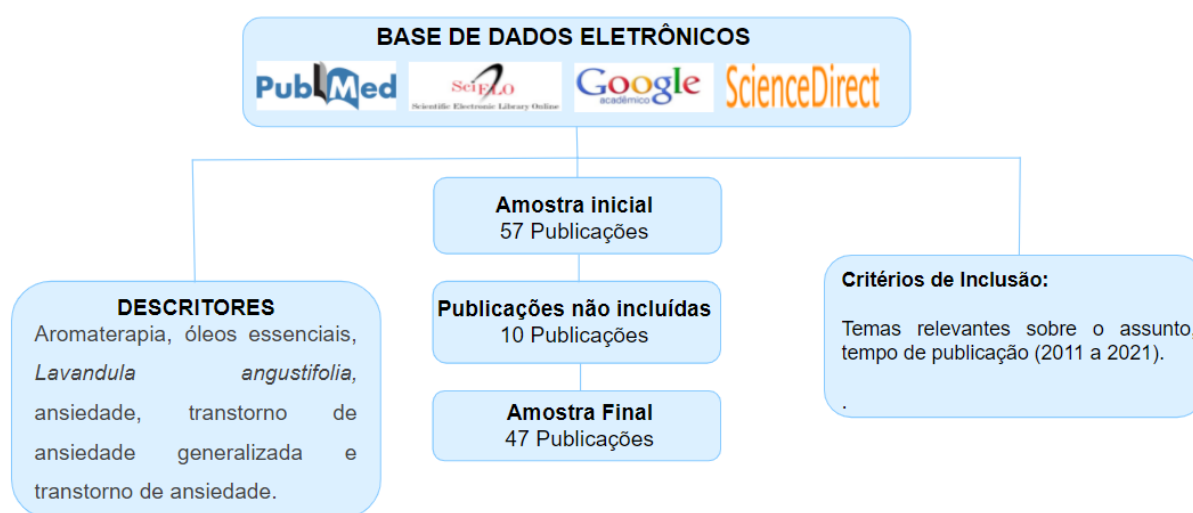 BASE DE DADOS ELETRÔNICOS
PubMed
SciELO
Scientific Electronic Library Online
Google
acadêmico
ScienceDirect
Amostra inicial
57 Publicações
Publicações não incluídas
10 Publicações
Amostra Final
47 Publicações
DESCRITORES
Aromaterapia, óleos essenciais,
Lavandula angustifolia,
ansiedade, transtorno de
ansiedade generalizada e
transtorno de ansiedade.
Critérios de Inclusão:
Temas relevantes sobre o assunto,
tempo de publicação (2011 a 2021).
.